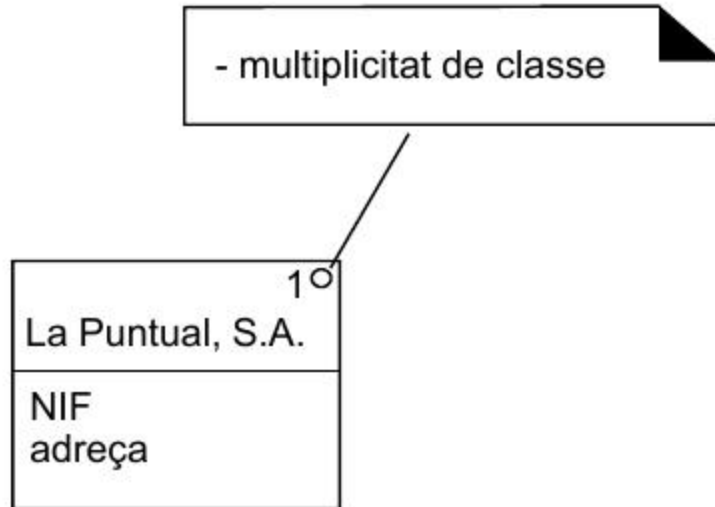 - multiplicitat de classe
1
La Puntual, S.A.
NIF
adreça